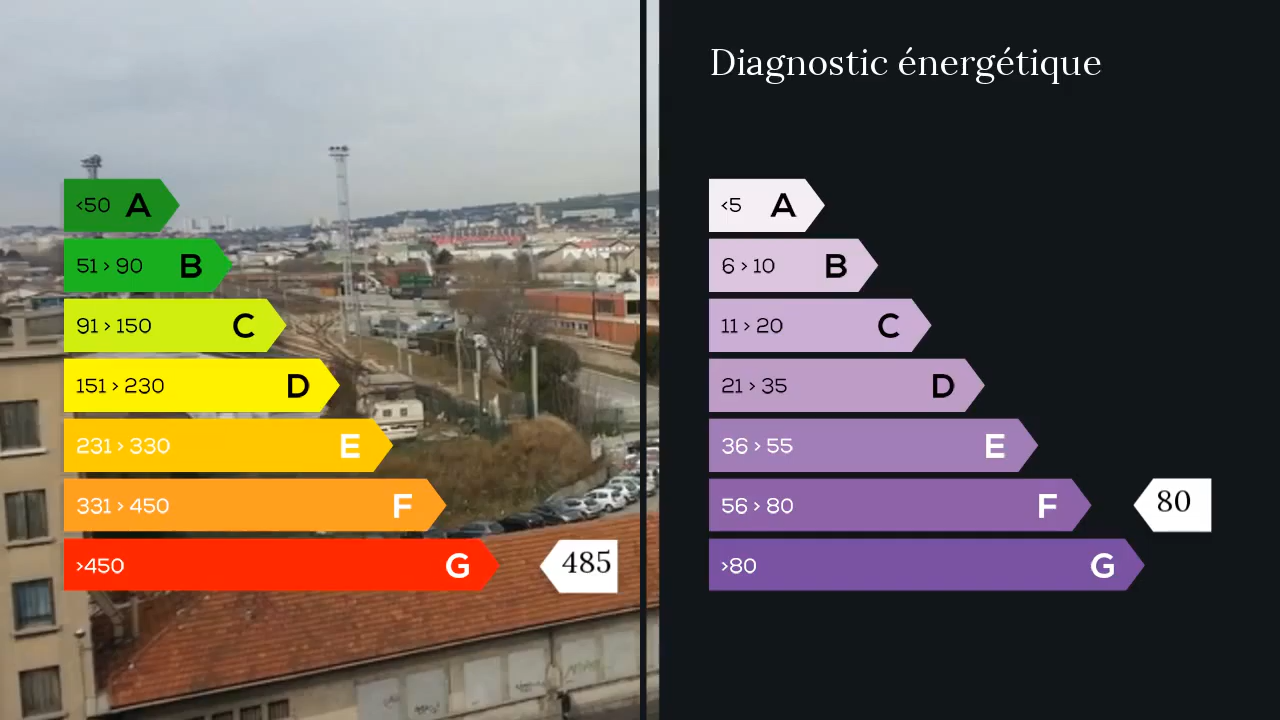 Diagnostic énergétique
<50 A
51 > 90 B
91 > 150 C
151 > 230 D
231 > 330 E
331 > 450 F
>450 G
485
<5 A
6 > 10 B
11 > 20 C
21 > 35 D
36 > 55 E
56 > 80 F
80
>80 G